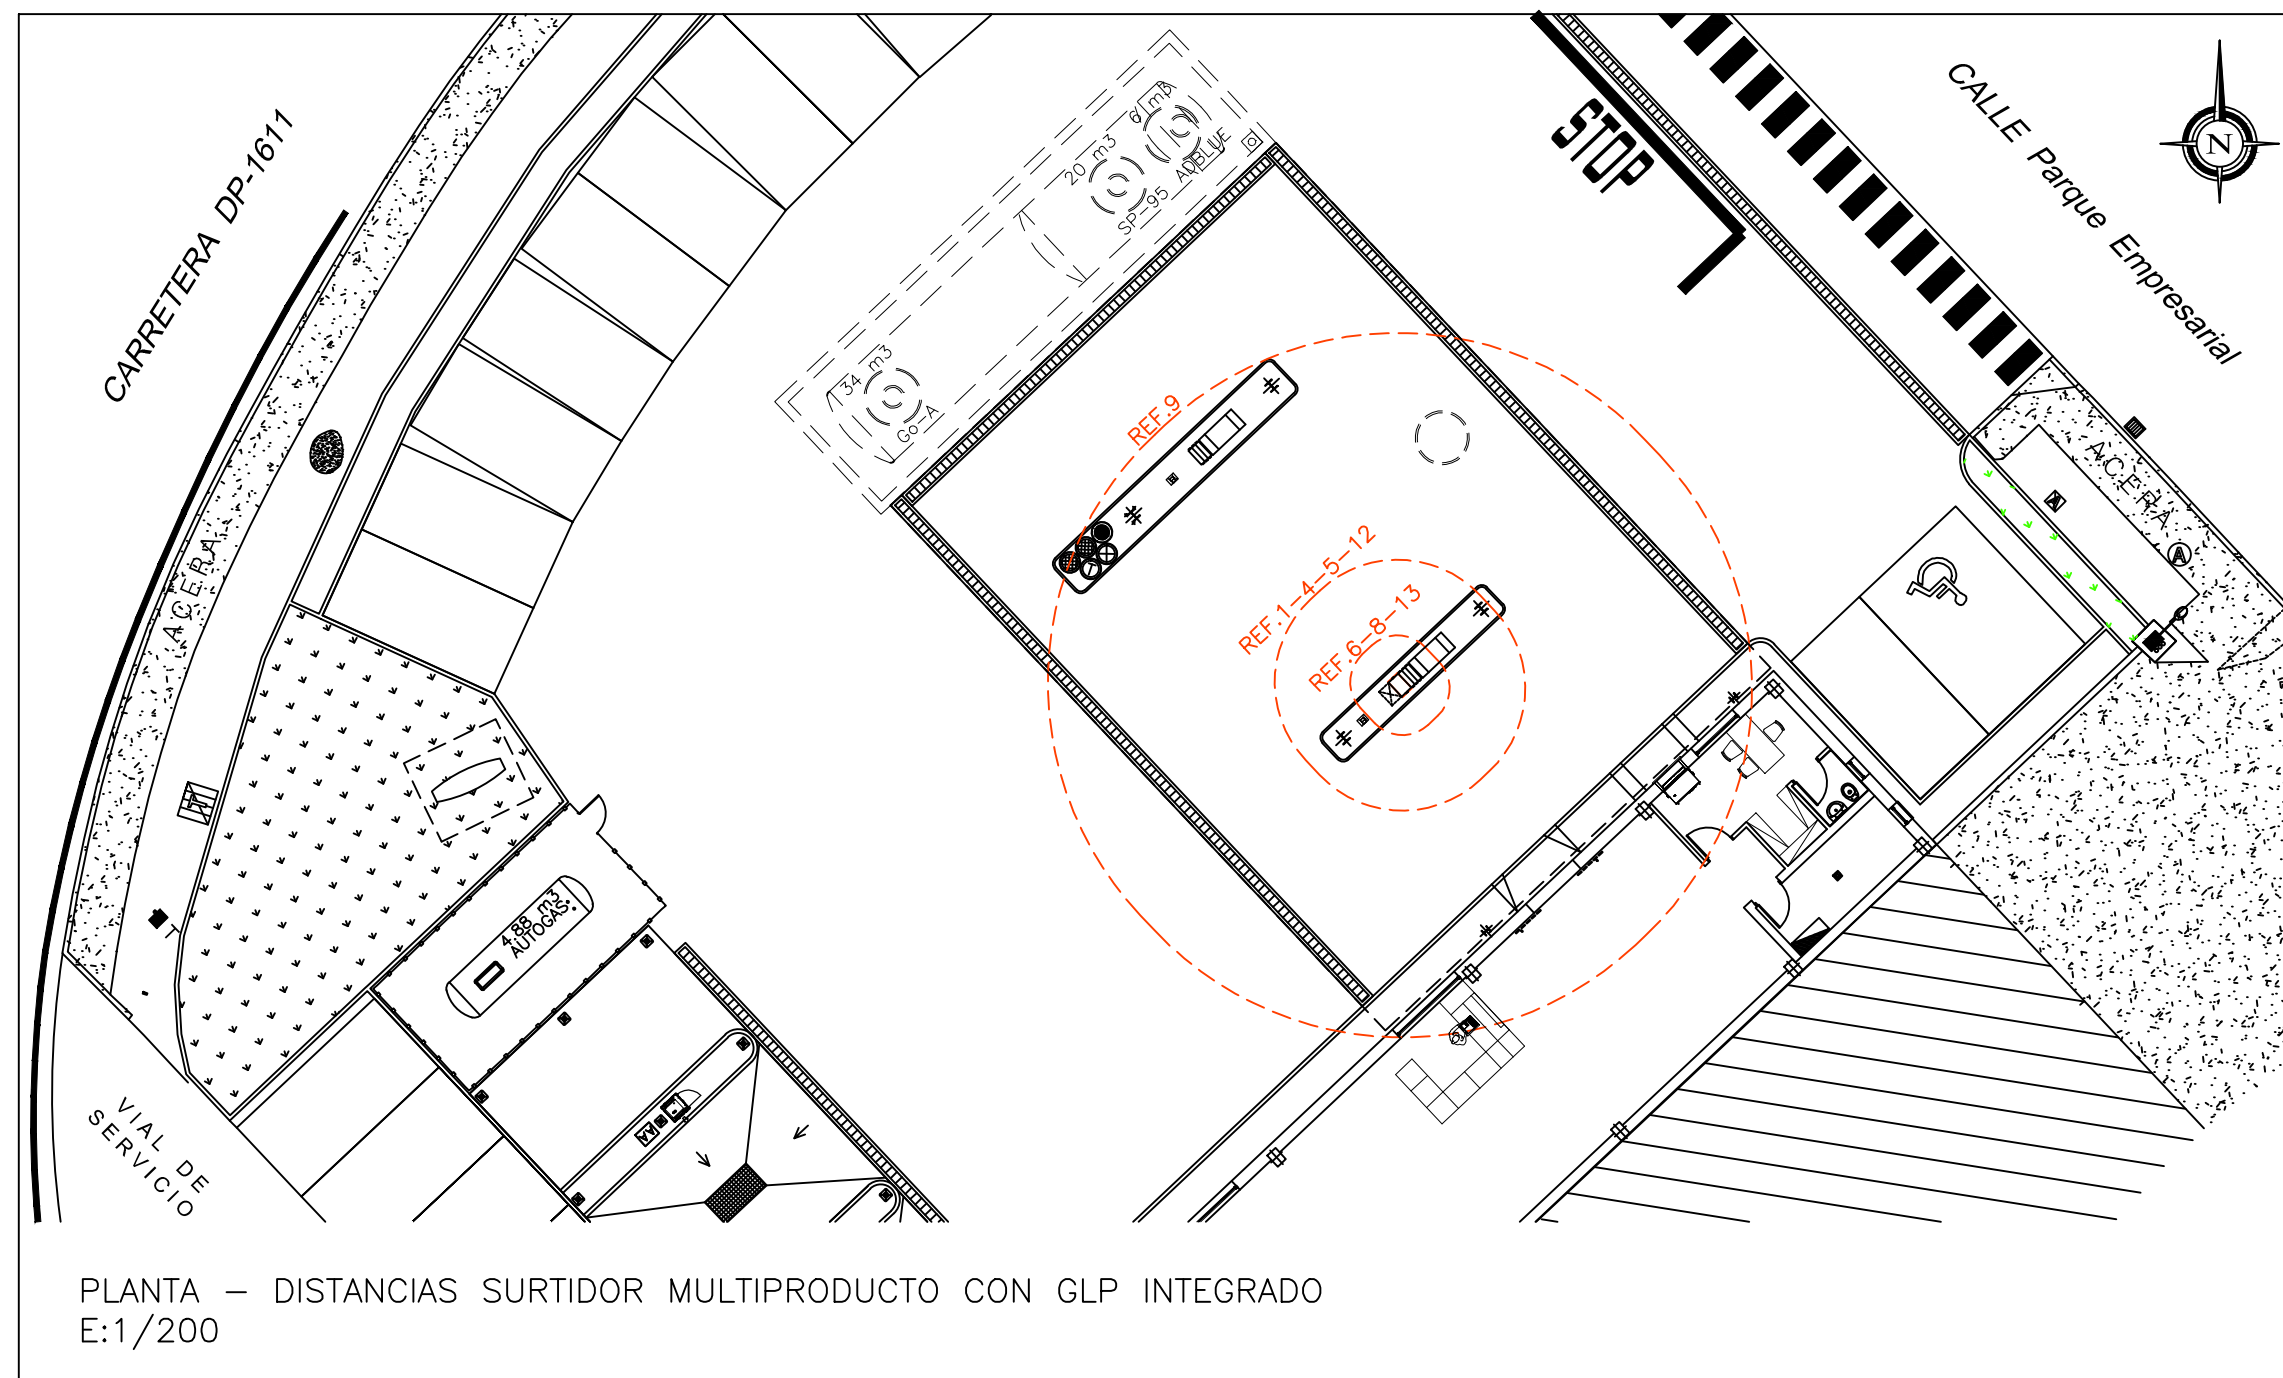 CARRETERA DP-1611
CALLE Parque Empresarial
N
STOP
6 m3
20 m3
ADBLUE
SP-95
34 m3
Go-A
REF.9
REF.1-4-5-12
REF.6-8-13
ACERA
ACERA
A
T
T
4.88 m3
AUTOGAS
AA
VIAL DE
SERVICIO
PLANTA - DISTANCIAS SURTIDOR MULTIPRODUCTO CON GLP INTEGRADO
E:1/200